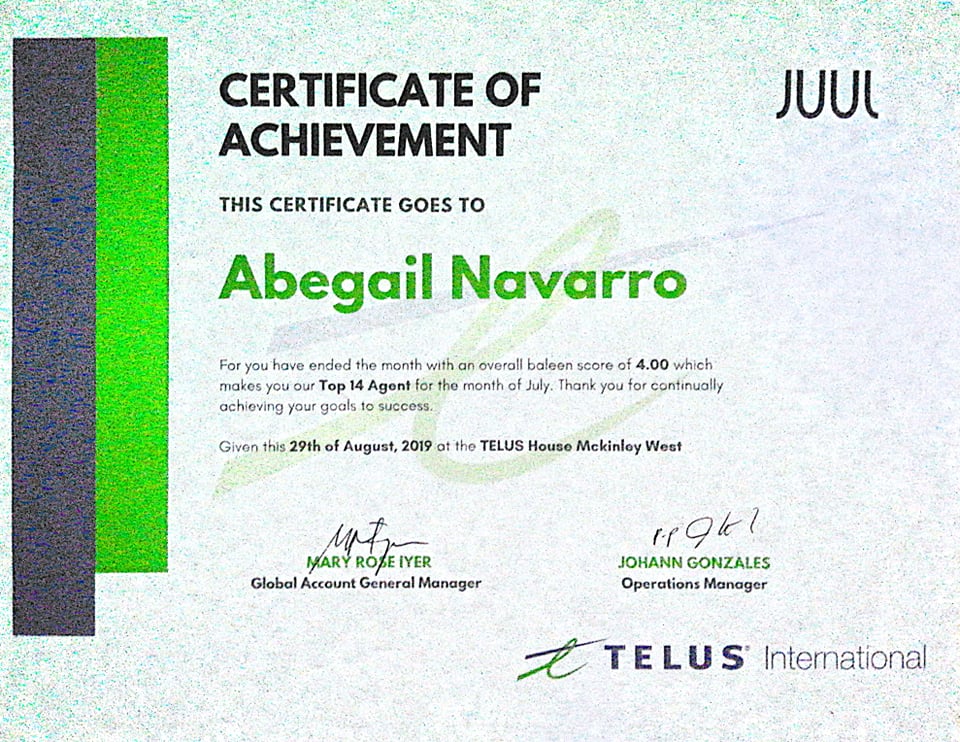 CERTIFICATE OF
ACHIEVEMENT
JUUL
THIS CERTIFICATE GOES TO
Abegail Navarro
For you have ended the month with an overall baleen score of 4.00 which
makes you our Top 14 Agent for the month of July. Thank you for continually
achieving your goals to success.
Given this 29th of August, 2019 at the TELUS House Mckinley West
MARY ROSE IYER
Global Account General Manager
JOHANN GONZALES
Operations Manager
TELUS International